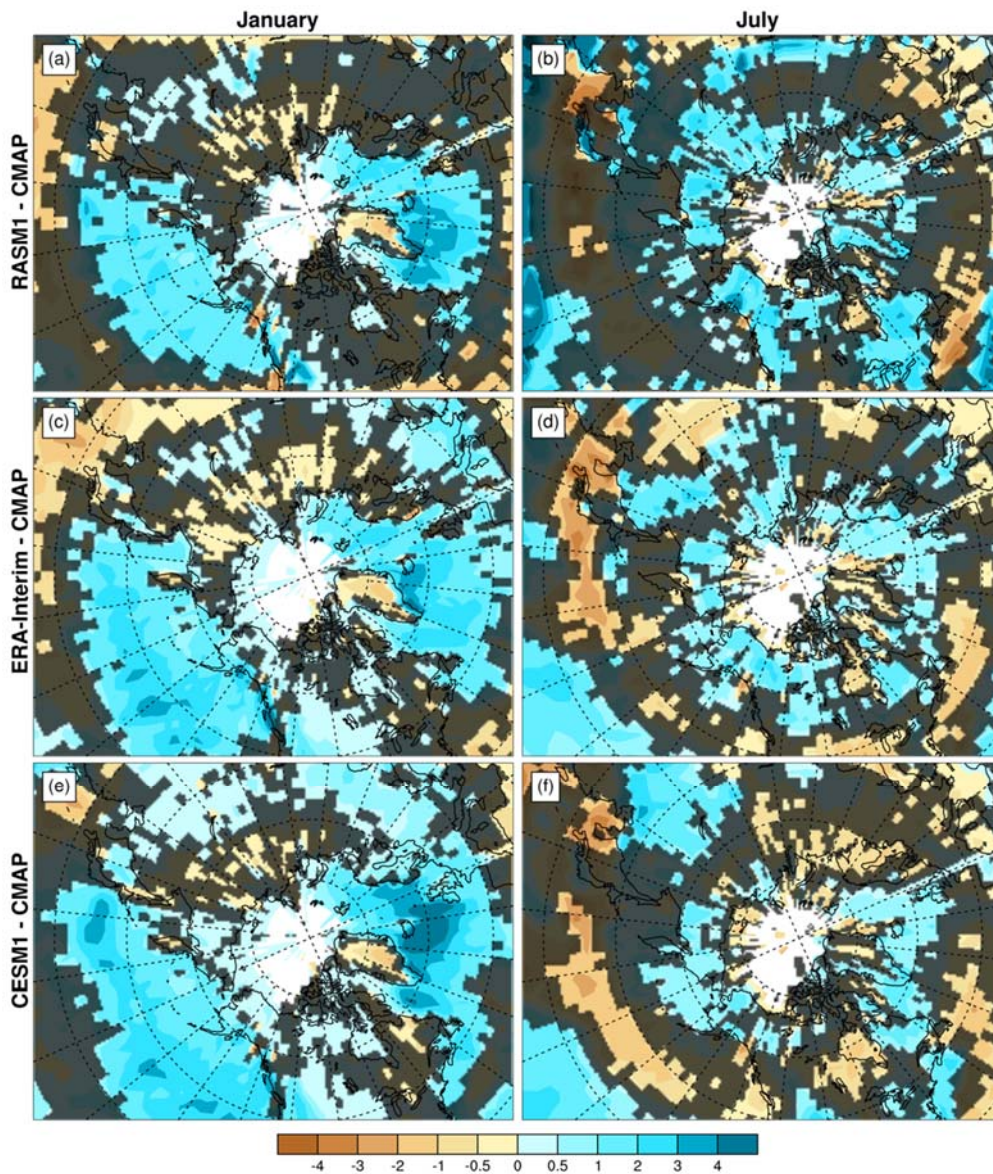 January July
(a) (b)
RASM1 - CMAP
(c) (d)
ERA-Interim - CMAP
(e) (f)
CESM1 - CMAP
-4 -3 -2 -1 -0.5 0 0.5 1 2 3 4